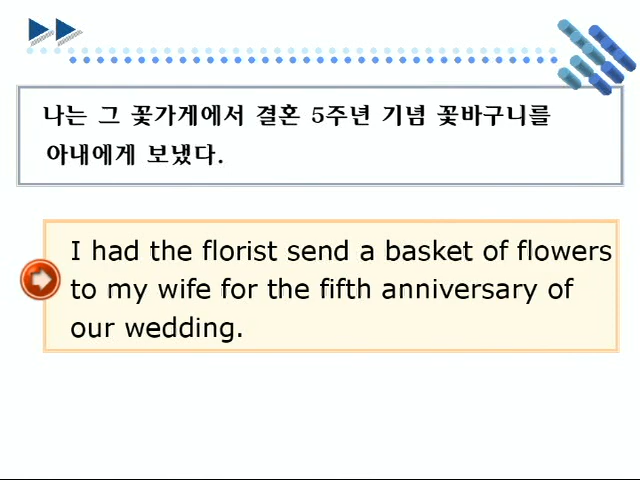 나는 그 꽃가게에서 결혼 5주년 기념 꽃바구니를
아내에게 보냈다.
I had the florist send a basket of flowers
to my wife for the fifth anniversary of
our wedding.